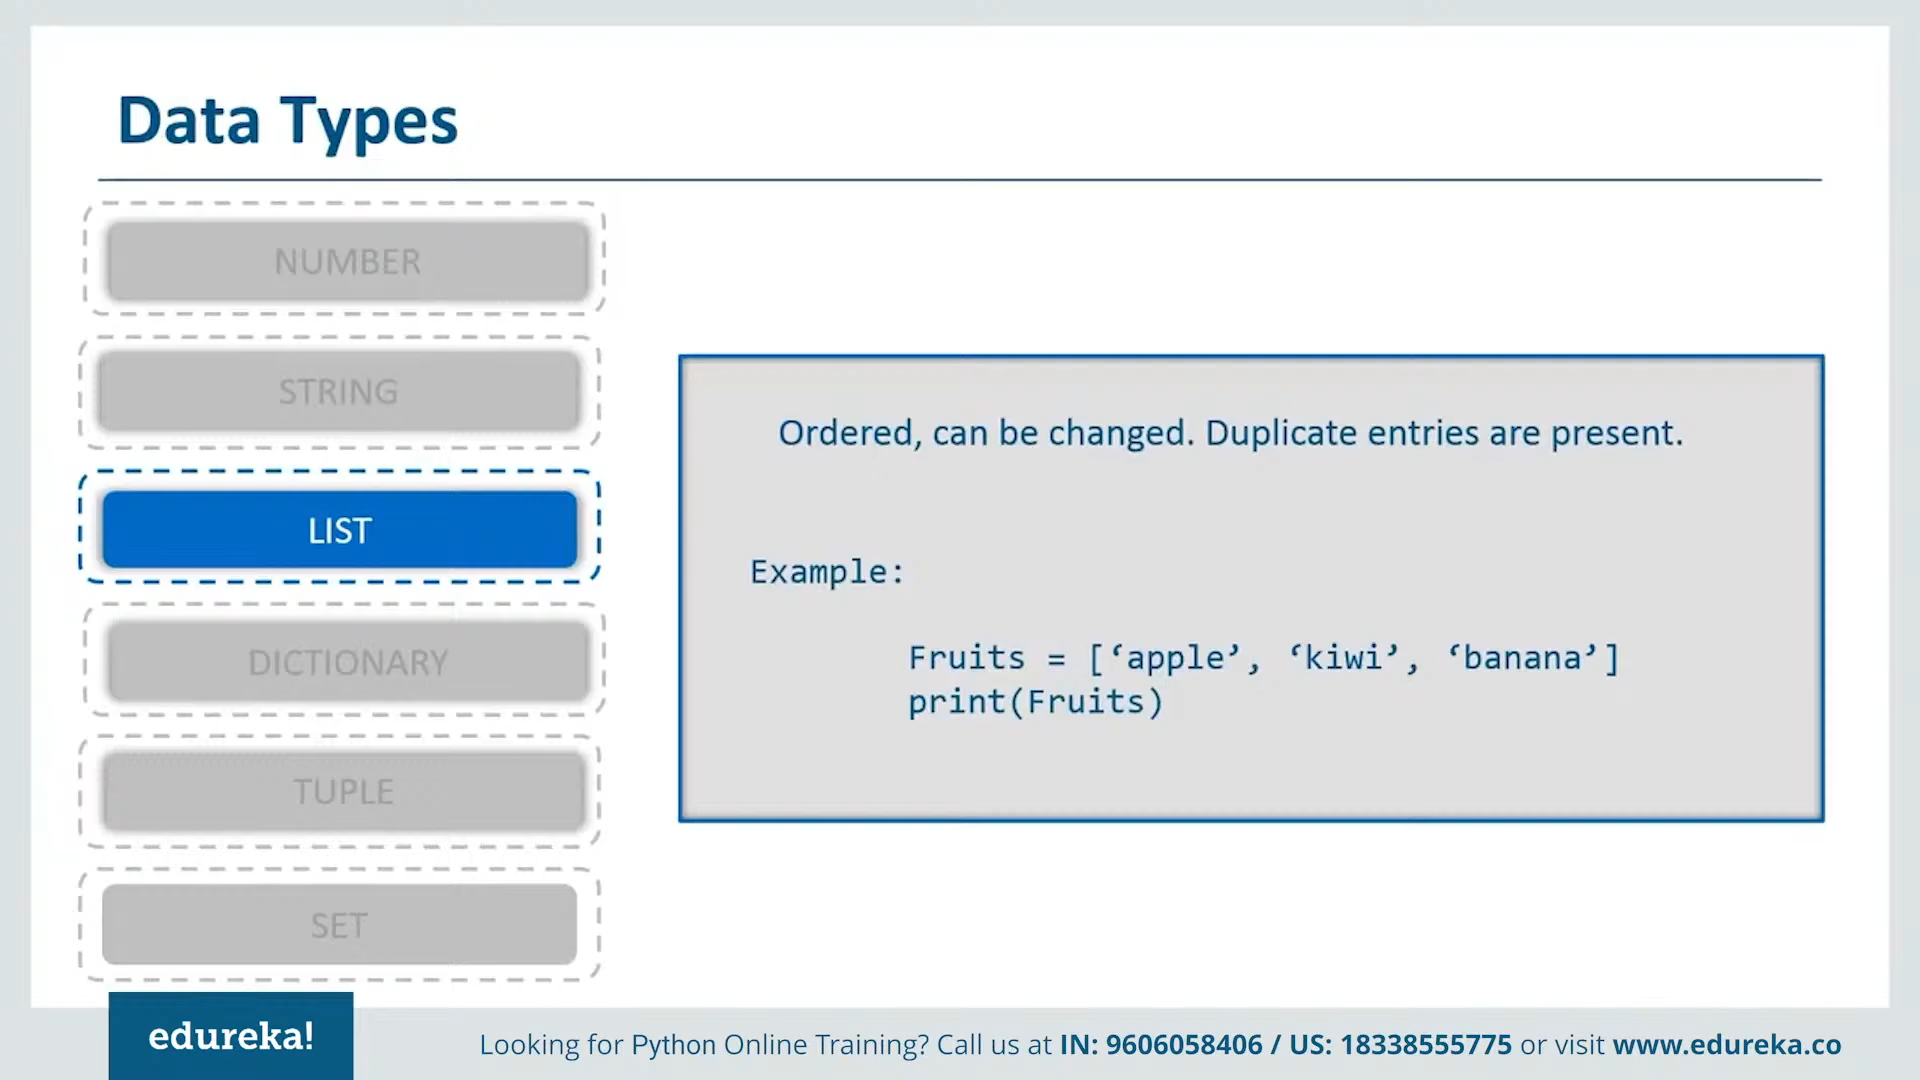 Data Types
NUMBER
STRING
LIST
DICTIONARY
TUPLE
SET
Ordered, can be changed. Duplicate entries are present.
Example:
Fruits = [‘apple’, ‘kiwi’, ‘banana’]
print(Fruits)
edureka!
Looking for Python Online Training? Call us at IN: 9606058406 / US: 18338555775 or visit www.edureka.co